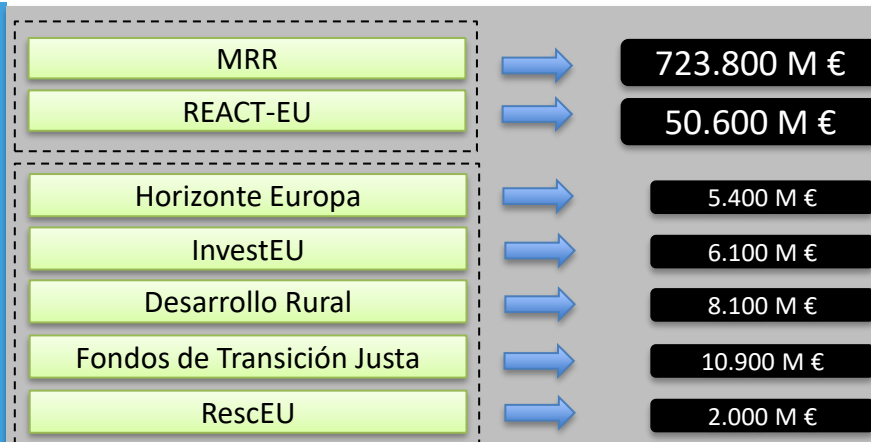 MRR 723.800 M €
REACT-EU 50.600 M €
Horizonte Europa 5.400 M €
InvestEU 6.100 M €
Desarrollo Rural 8.100 M €
Fondos de Transición Justa 10.900 M €
RescEU 2.000 M €